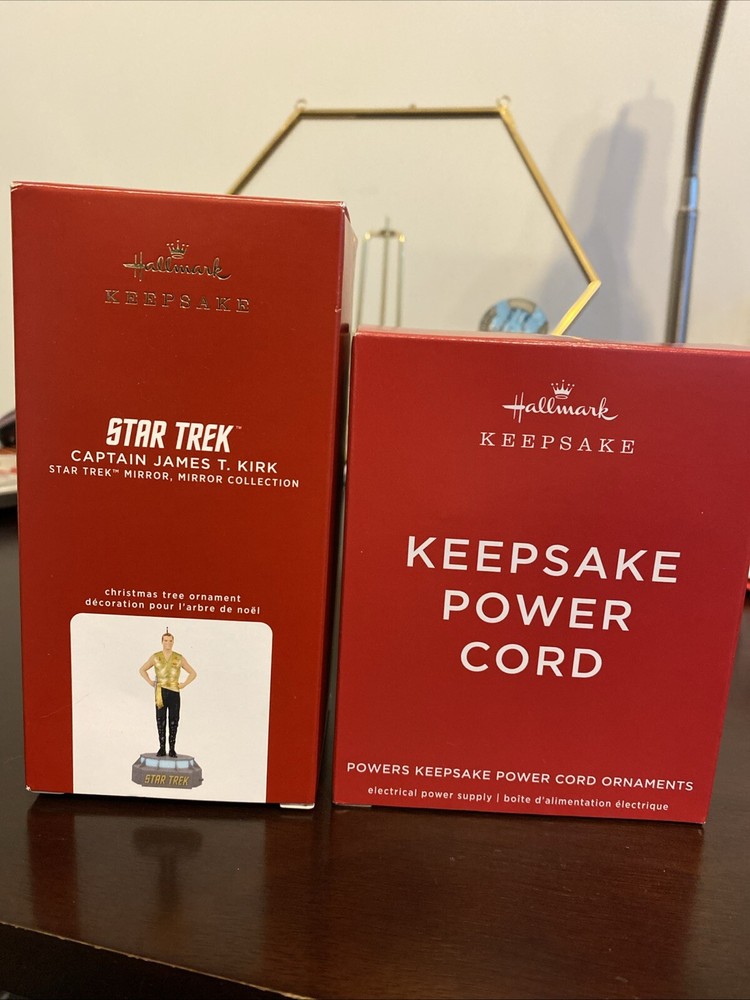 Hallmark
KEEPSAKE
STAR TREK™
CAPTAIN JAMES T. KIRK
STAR TREK™ MIRROR, MIRROR COLLECTION
christmas tree ornament
décoration pour l'arbre de noël
STAR TREK
Hallmark
KEEPSAKE
KEEPSAKE
POWER
CORD
POWERS KEEPSAKE POWER CORD ORNAMENTS
electrical power supply | boîte d'alimentation électrique